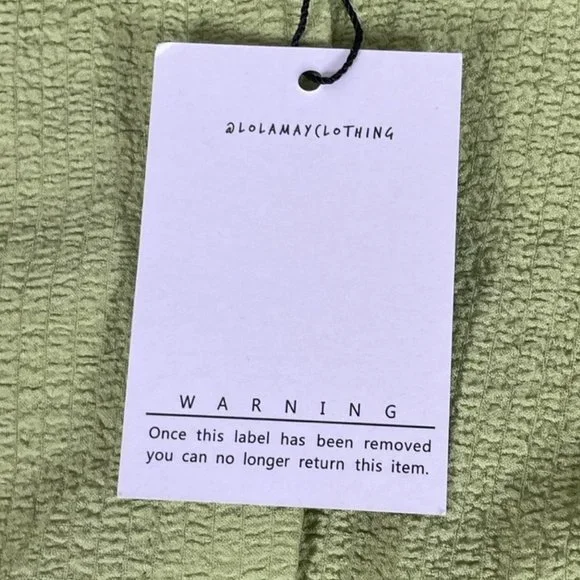 @LOLAMAYCLOTHING
WARNING
Once this label has been removed
you can no longer return this item.